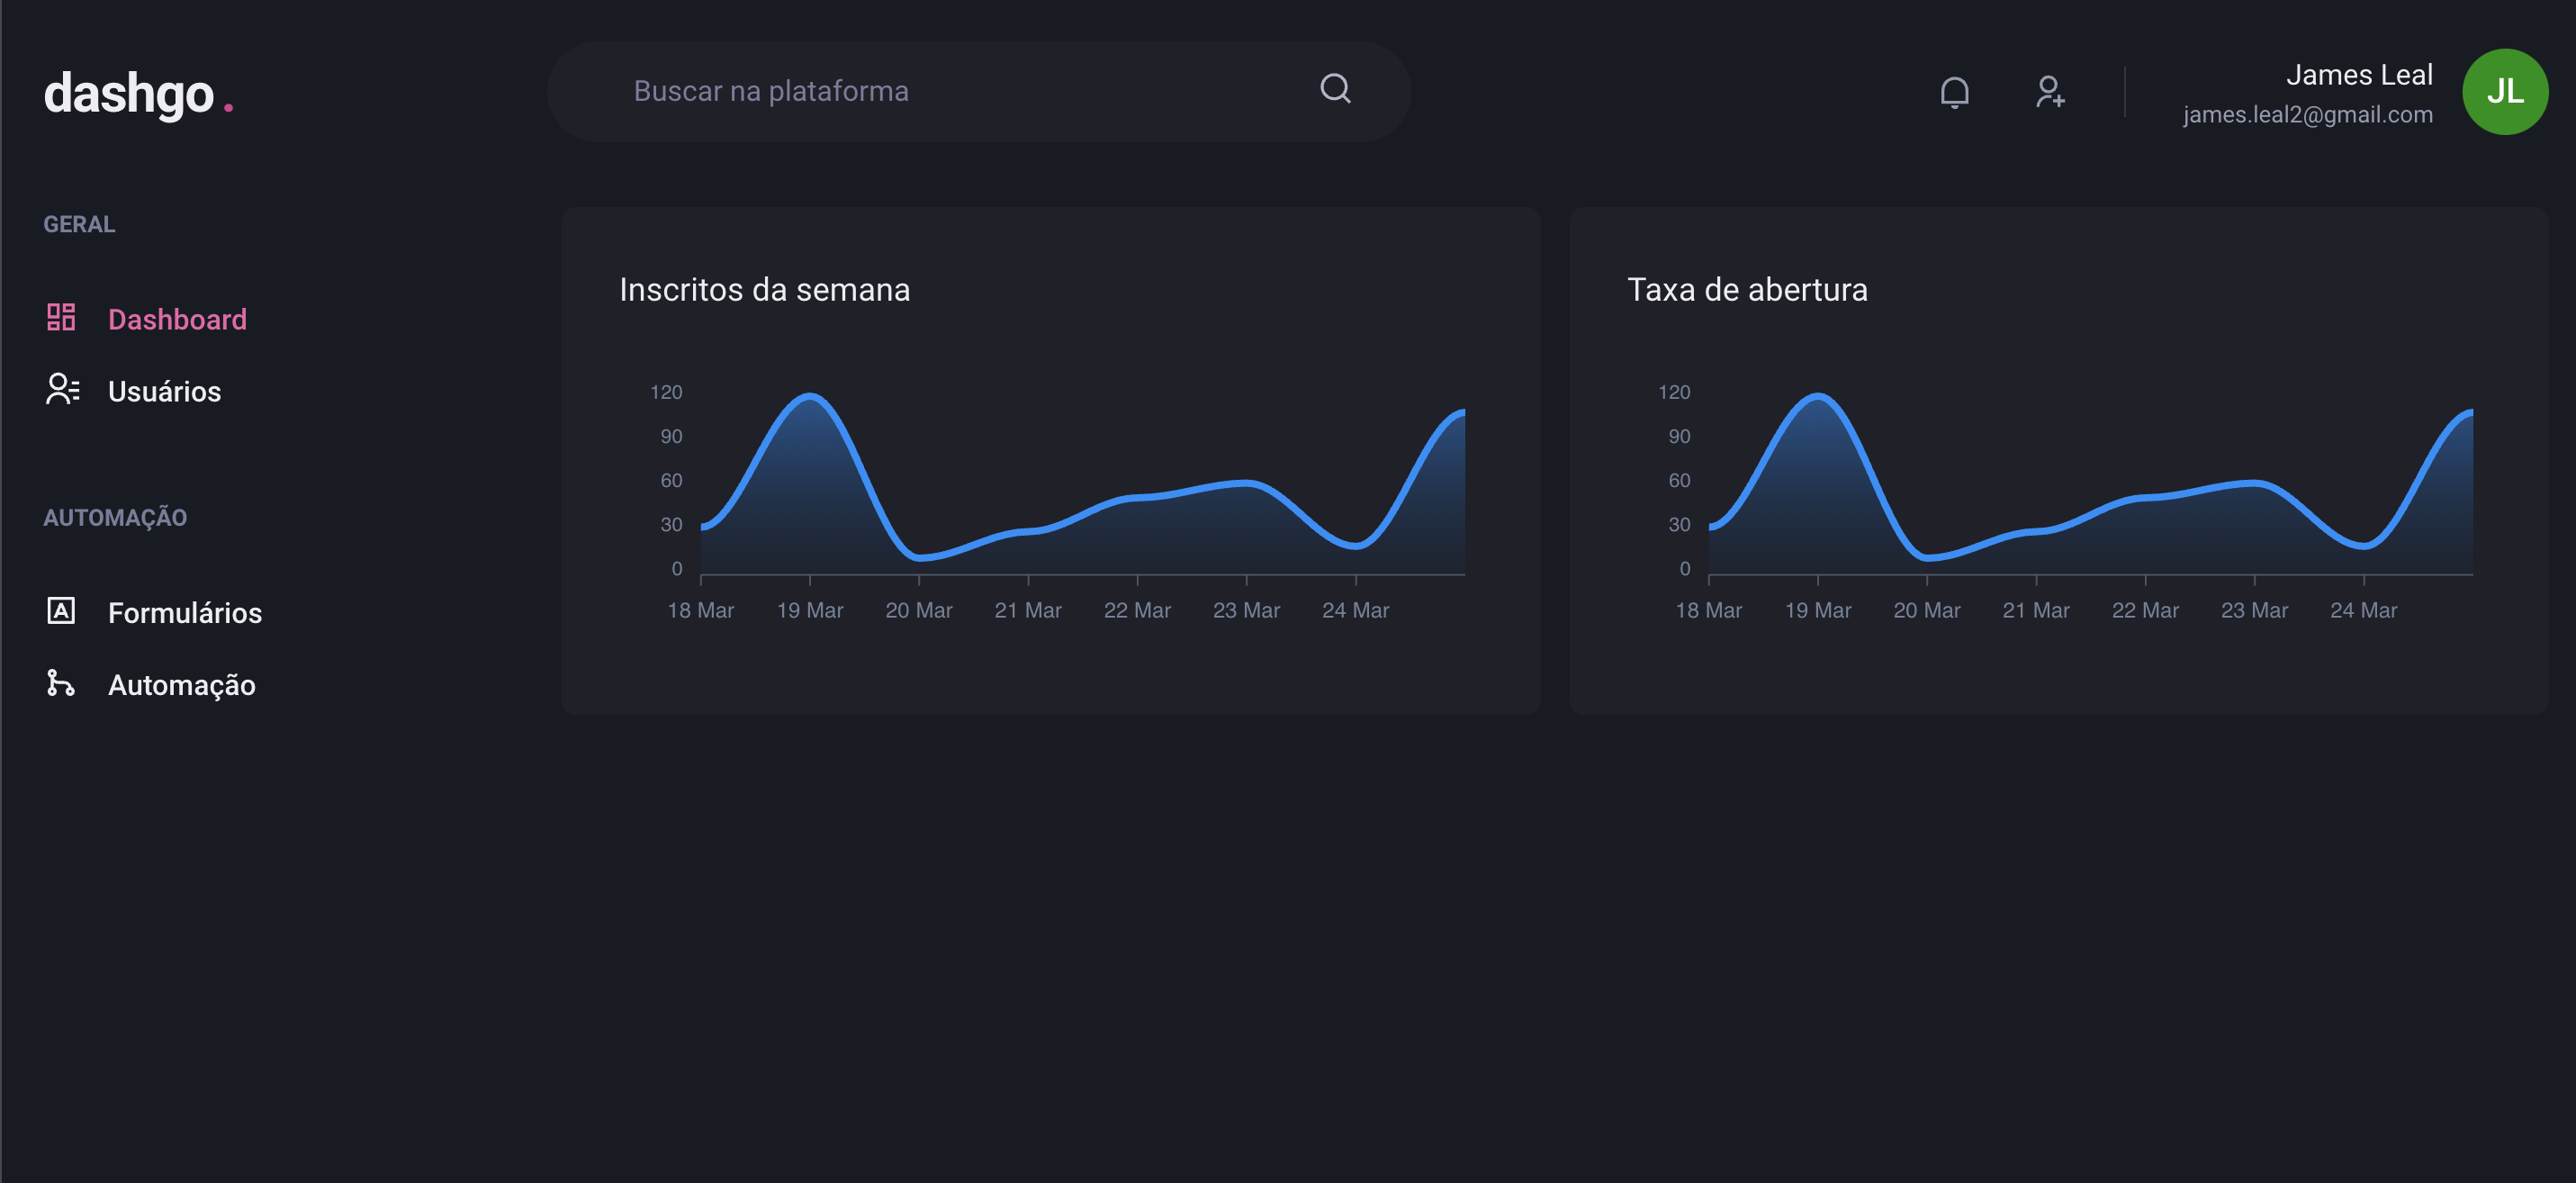 dashgo.
Buscar na plataforma
James Leal
james.leal2@gmail.com
JL
GERAL
Dashboard
Usuários
AUTOMAÇÃO
Formulários
Automação
Inscritos da semana
120
90
60
30
0
18 Mar 19 Mar 20 Mar 21 Mar 22 Mar 23 Mar 24 Mar
Taxa de abertura
120
90
60
30
0
18 Mar 19 Mar 20 Mar 21 Mar 22 Mar 23 Mar 24 Mar